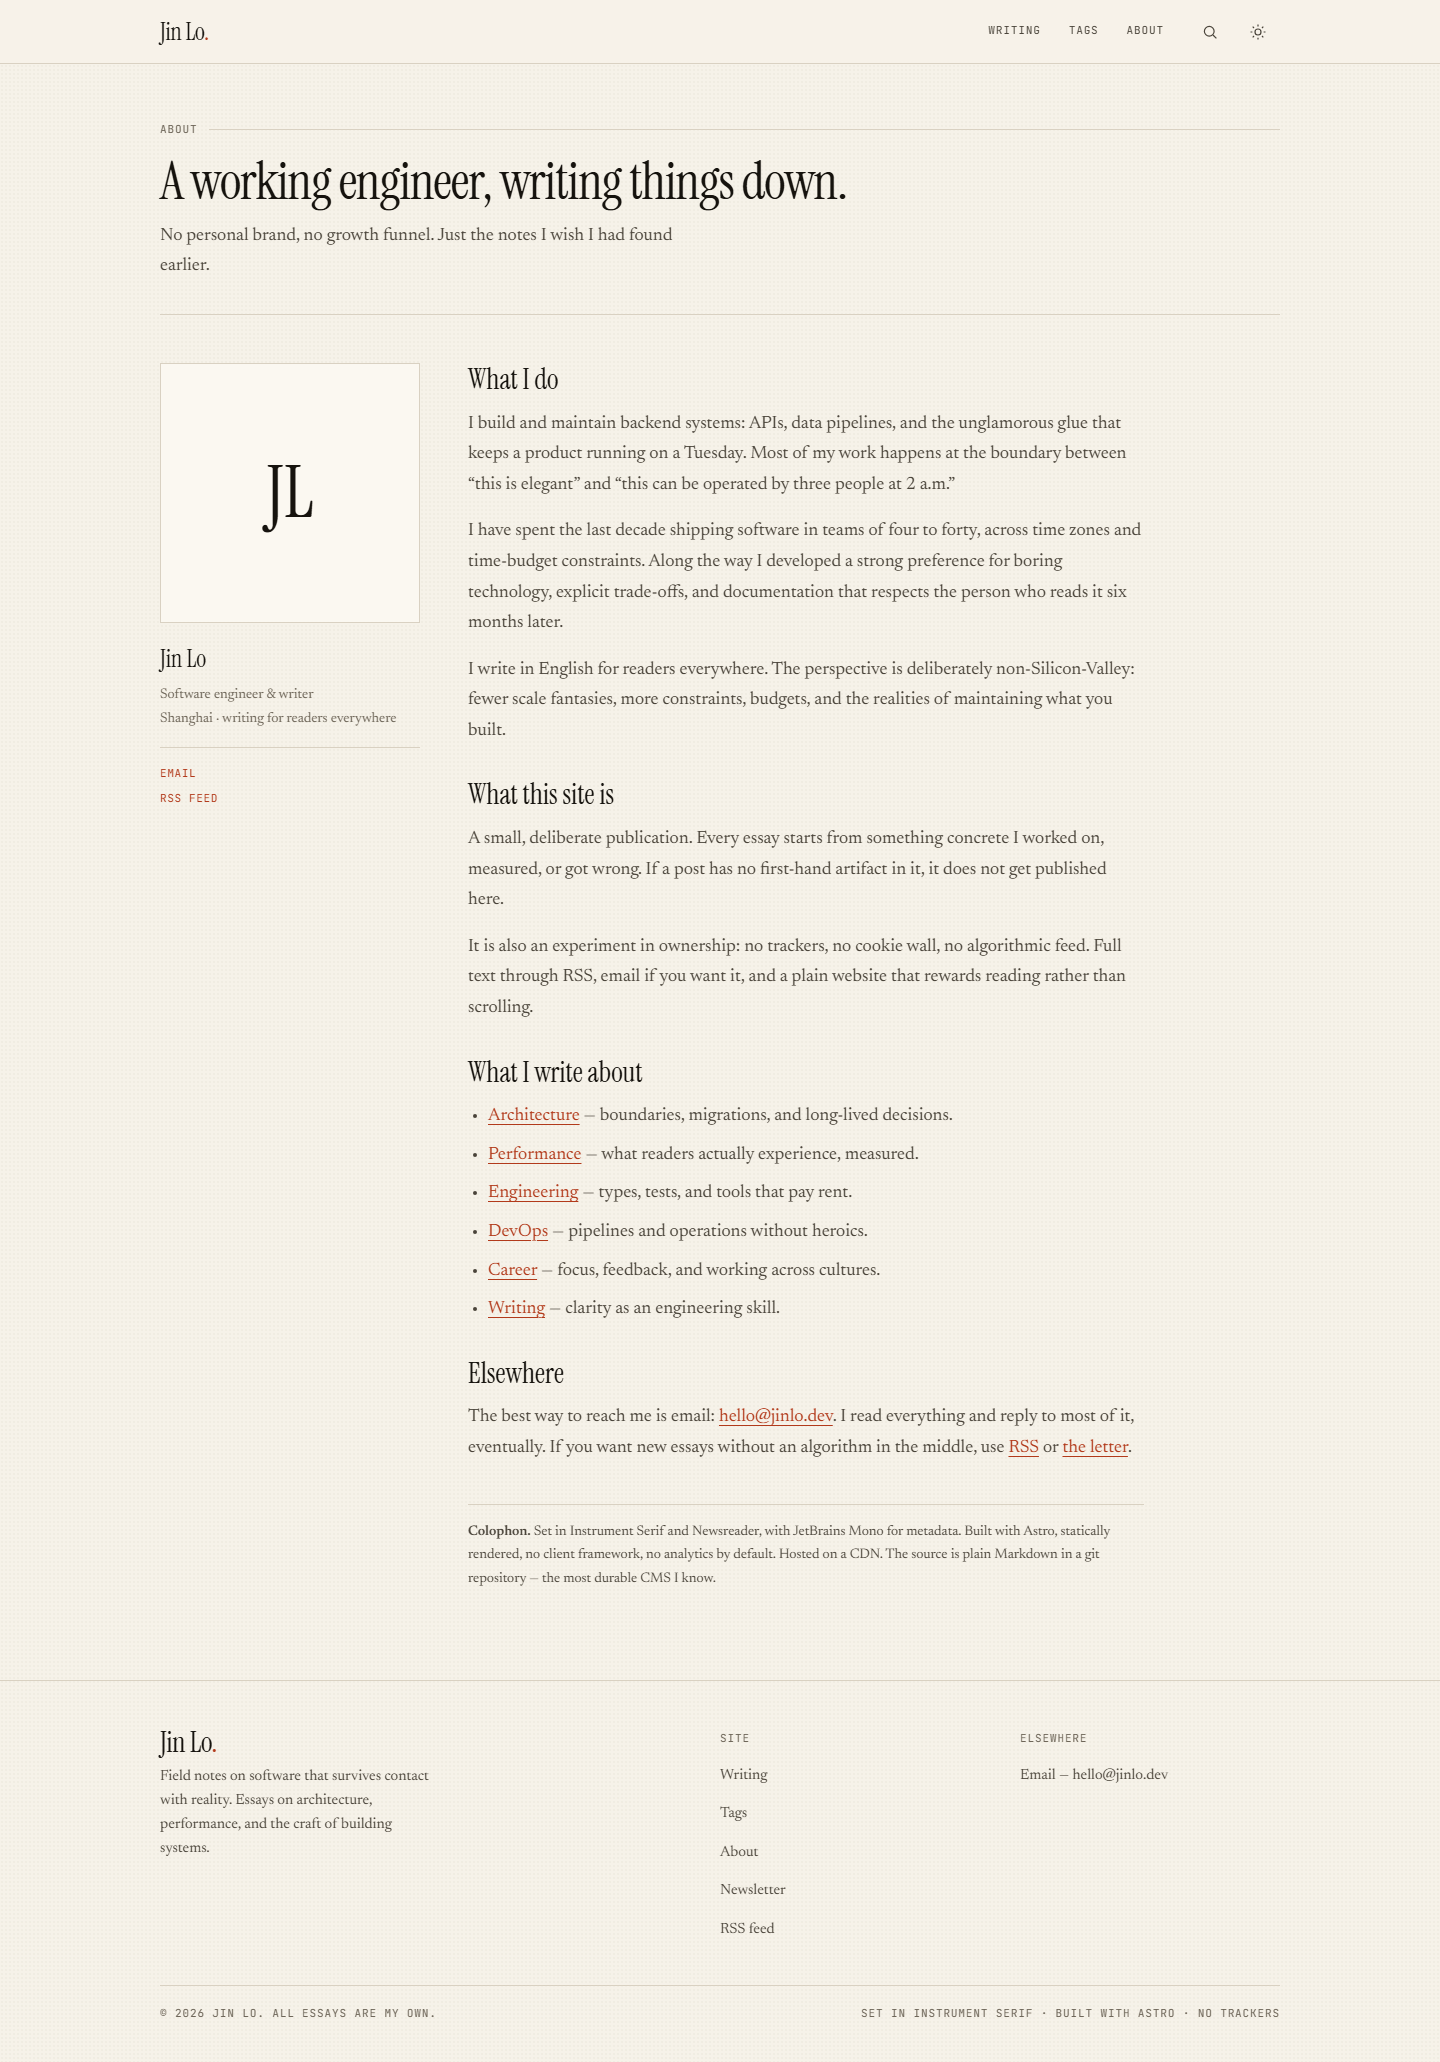 Jin Lo.
WRITING TAGS ABOUT
ABOUT
A working engineer, writing things down.
No personal brand, no growth funnel. Just the notes I wish I had found
earlier.
JL
Jin Lo
Software engineer & writer
Shanghai · writing for readers everywhere
EMAIL
RSS FEED
What I do
I build and maintain backend systems: APIs, data pipelines, and the unglamorous glue that
keeps a product running on a Tuesday. Most of my work happens at the boundary between
“this is elegant” and “this can be operated by three people at 2 a.m.”
I have spent the last decade shipping software in teams of four to forty, across time zones and
time-budget constraints. Along the way I developed a strong preference for boring
technology, explicit trade-offs, and documentation that respects the person who reads it six
months later.
I write in English for readers everywhere. The perspective is deliberately non-Silicon-Valley:
fewer scale fantasies, more constraints, budgets, and the realities of maintaining what you
built.
What this site is
A small, deliberate publication. Every essay starts from something concrete I worked on,
measured, or got wrong. If a post has no first-hand artifact in it, it does not get published
here.
It is also an experiment in ownership: no trackers, no cookie wall, no algorithmic feed. Full
text through RSS, email if you want it, and a plain website that rewards reading rather than
scrolling.
What I write about
• Architecture — boundaries, migrations, and long-lived decisions.
• Performance — what readers actually experience, measured.
• Engineering — types, tests, and tools that pay rent.
• DevOps — pipelines and operations without heroics.
• Career — focus, feedback, and working across cultures.
• Writing — clarity as an engineering skill.
Elsewhere
The best way to reach me is email: hello@jinlo.dev. I read everything and reply to most of it,
eventually. If you want new essays without an algorithm in the middle, use RSS or the letter.
Colophon. Set in Instrument Serif and Newsreader, with JetBrains Mono for metadata. Built with Astro, statically
rendered, no client framework, no analytics by default. Hosted on a CDN. The source is plain Markdown in a git
repository — the most durable CMS I know.
Jin Lo.
Field notes on software that survives contact
with reality. Essays on architecture,
performance, and the craft of building
systems.
SITE
Writing
Tags
About
Newsletter
RSS feed
ELSEWHERE
Email — hello@jinlo.dev
© 2026 JIN LO. ALL ESSAYS ARE MY OWN.
SET IN INSTRUMENT SERIF · BUILT WITH ASTRO · NO TRACKERS